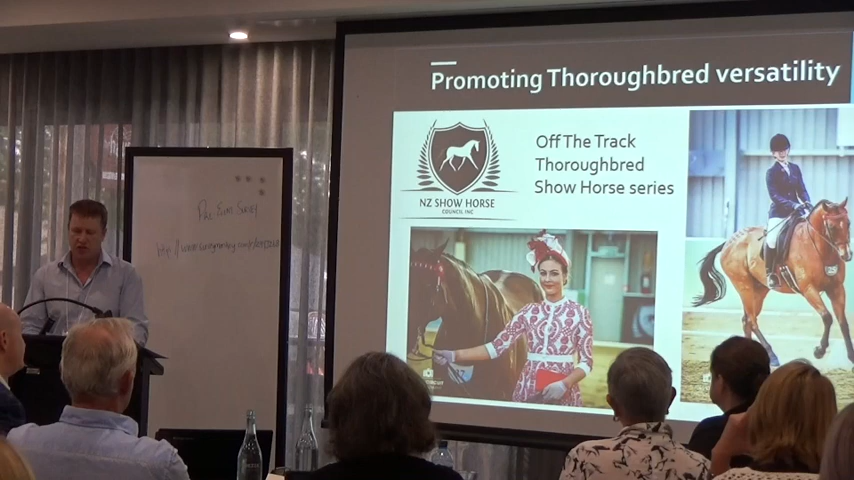 Promoting Thoroughbred versatility
NZ SHOW HORSE
COUNCIL INC
Off The Track
Thoroughbred
Show Horse series